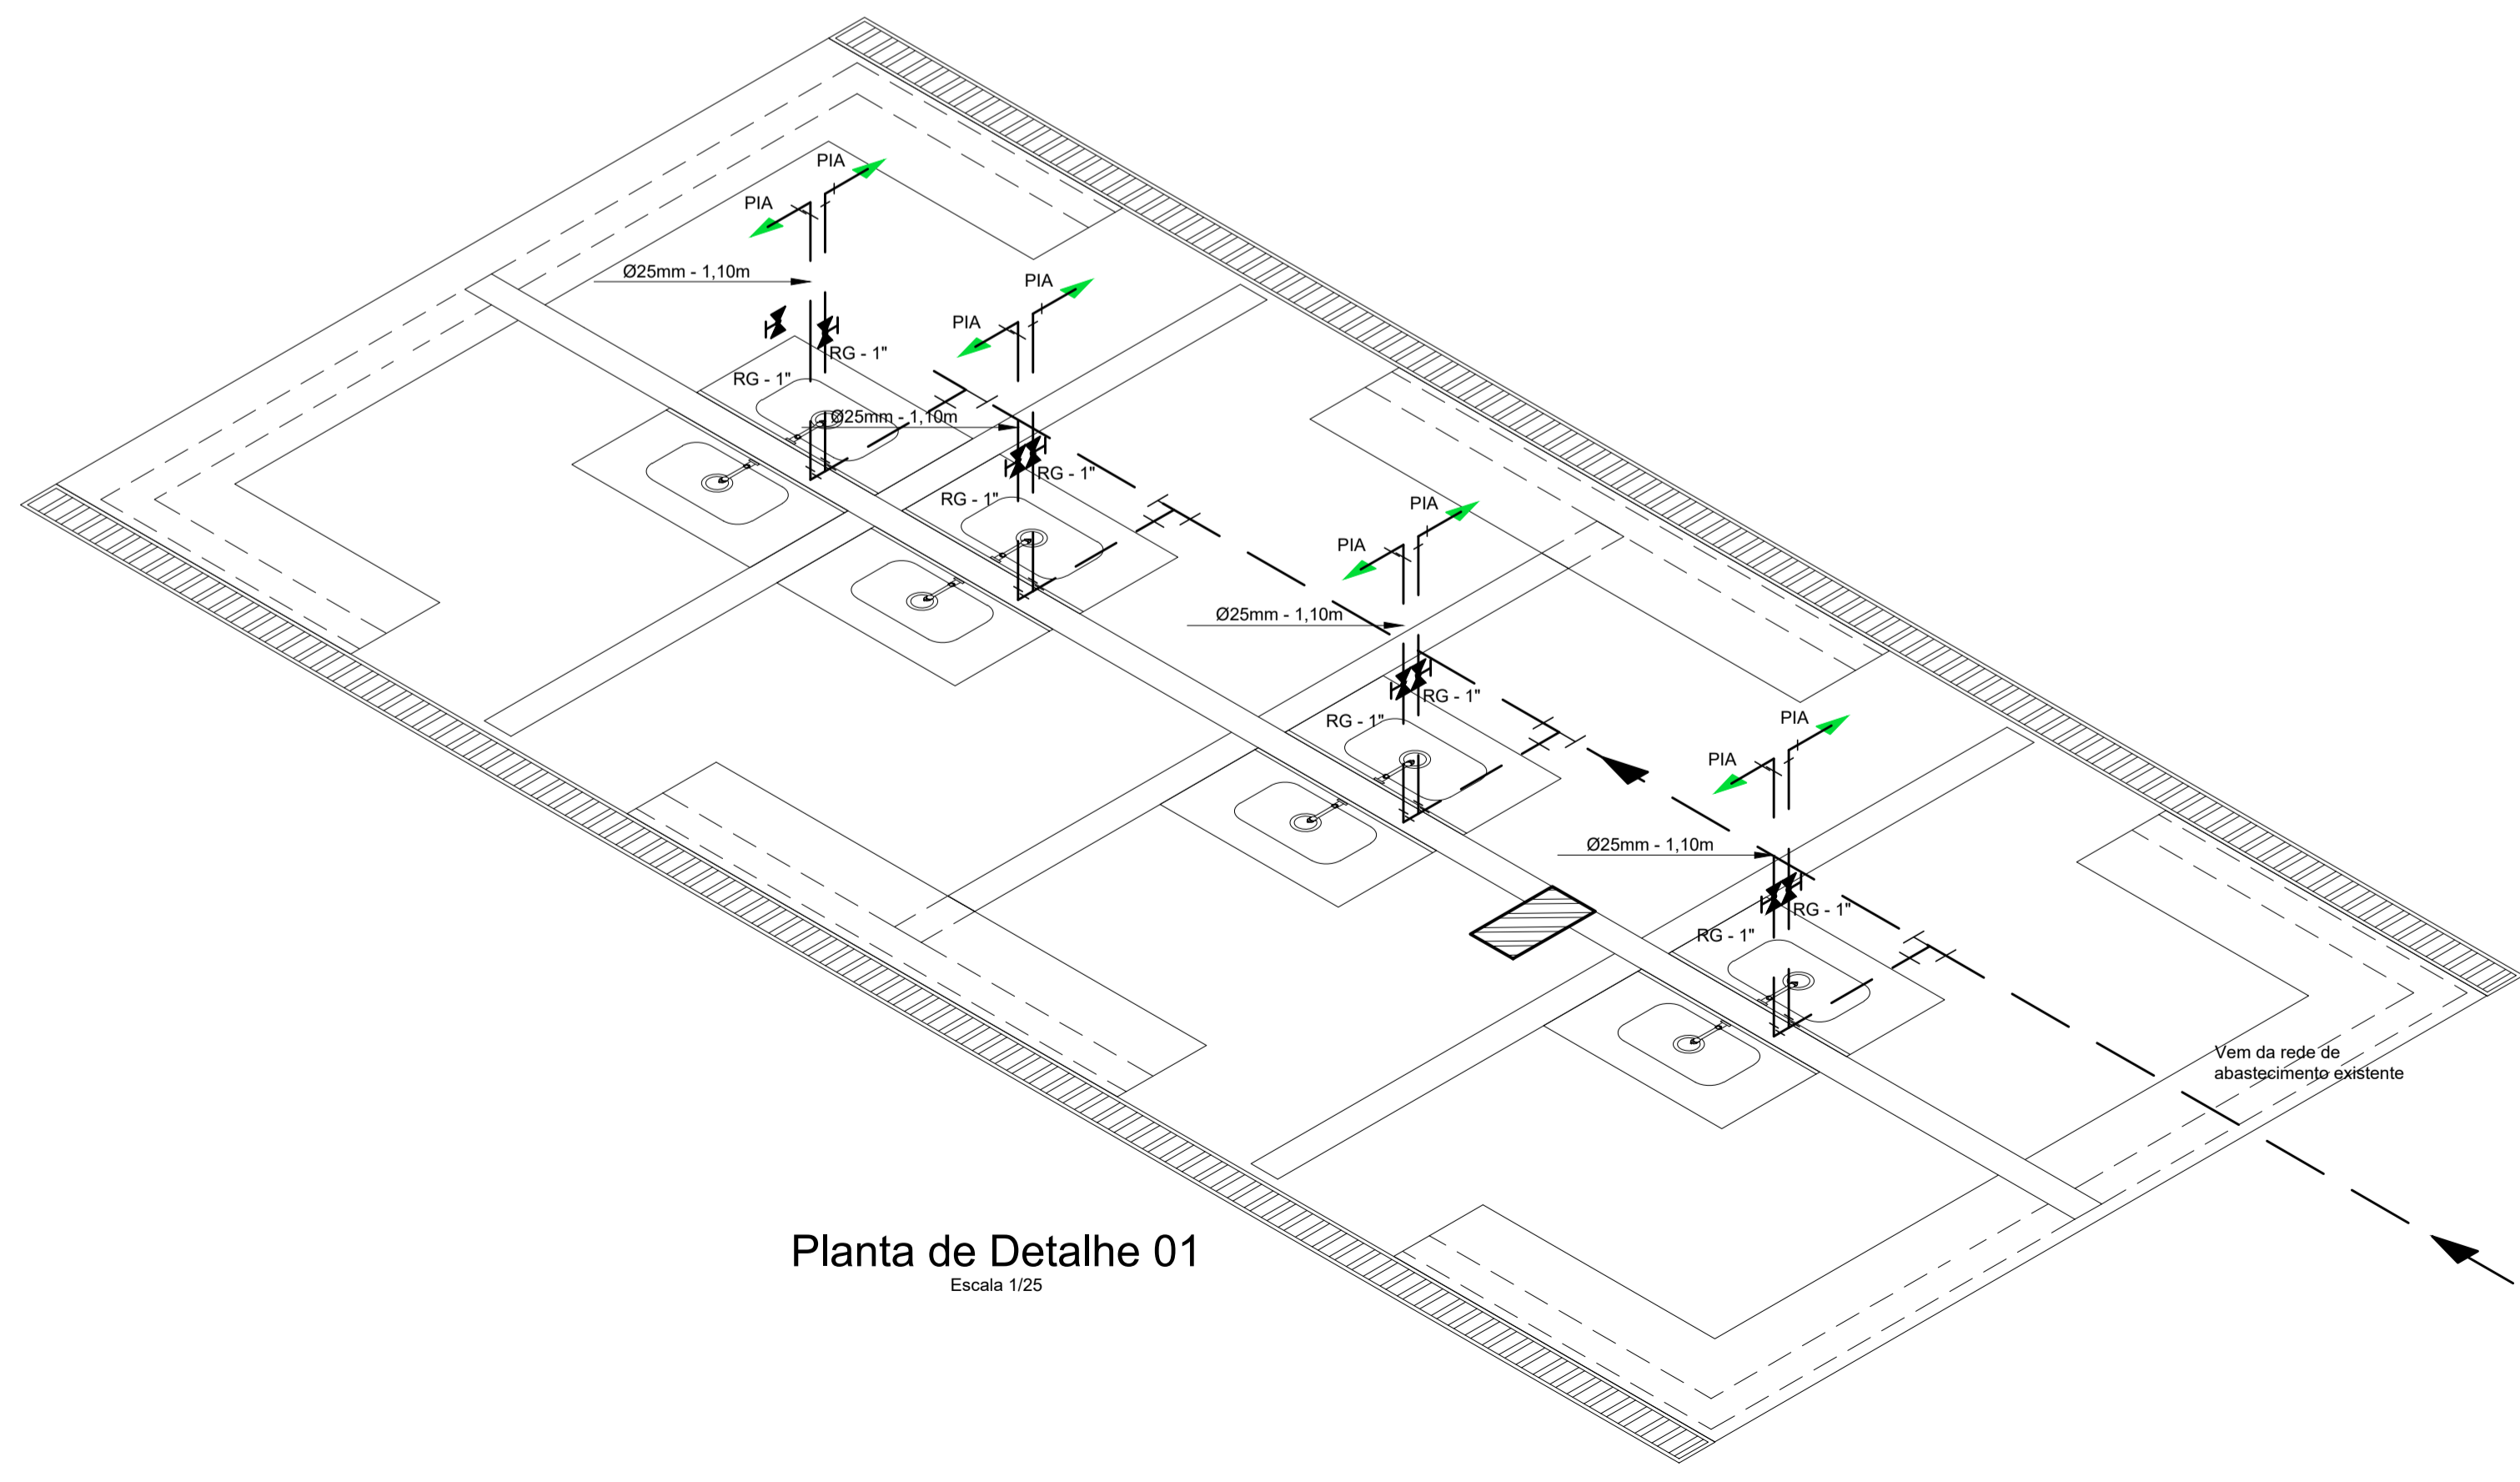 PIA
PIA
Ø25mm - 1,10m
PIA
PIA
RG - 1"
RG - 1"
Ø25mm - 1,10m
RG - 1"
RG - 1"
PIA
PIA
Ø25mm - 1,10m
RG - 1"
RG - 1"
PIA
PIA
Ø25mm - 1,10m
RG - 1"
RG - 1"
Vem da rede de
abastecimento existente
Planta de Detalhe 01
Escala 1/25